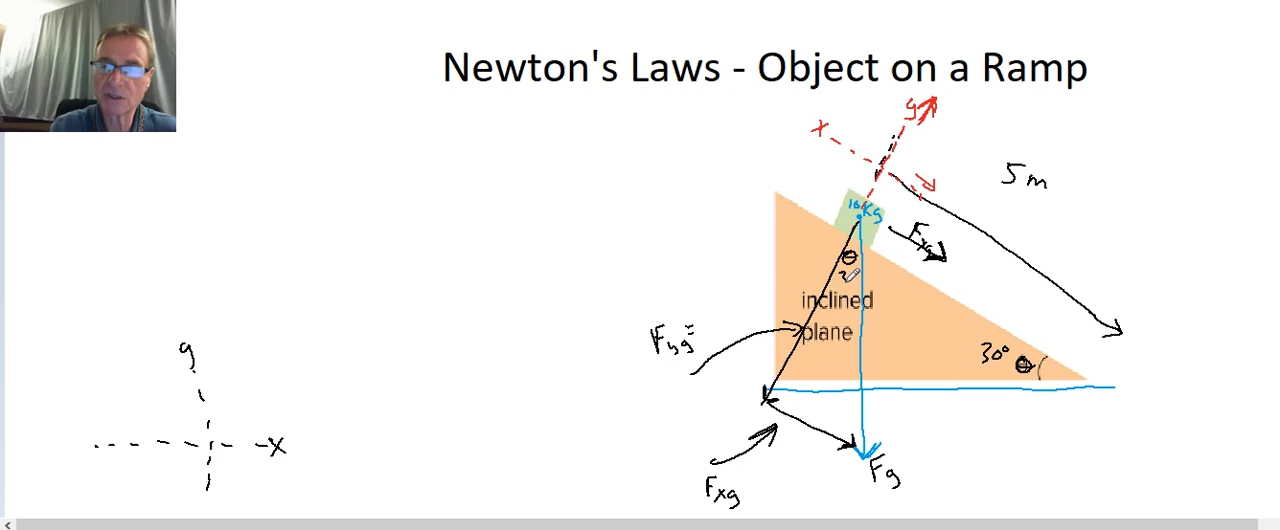 Newton's Laws - Object on a Ramp
y
x
5m
10Kg
Fxg
θ
inclined
plane
Fyg =
30° θ
y
x
Fg
Fxg